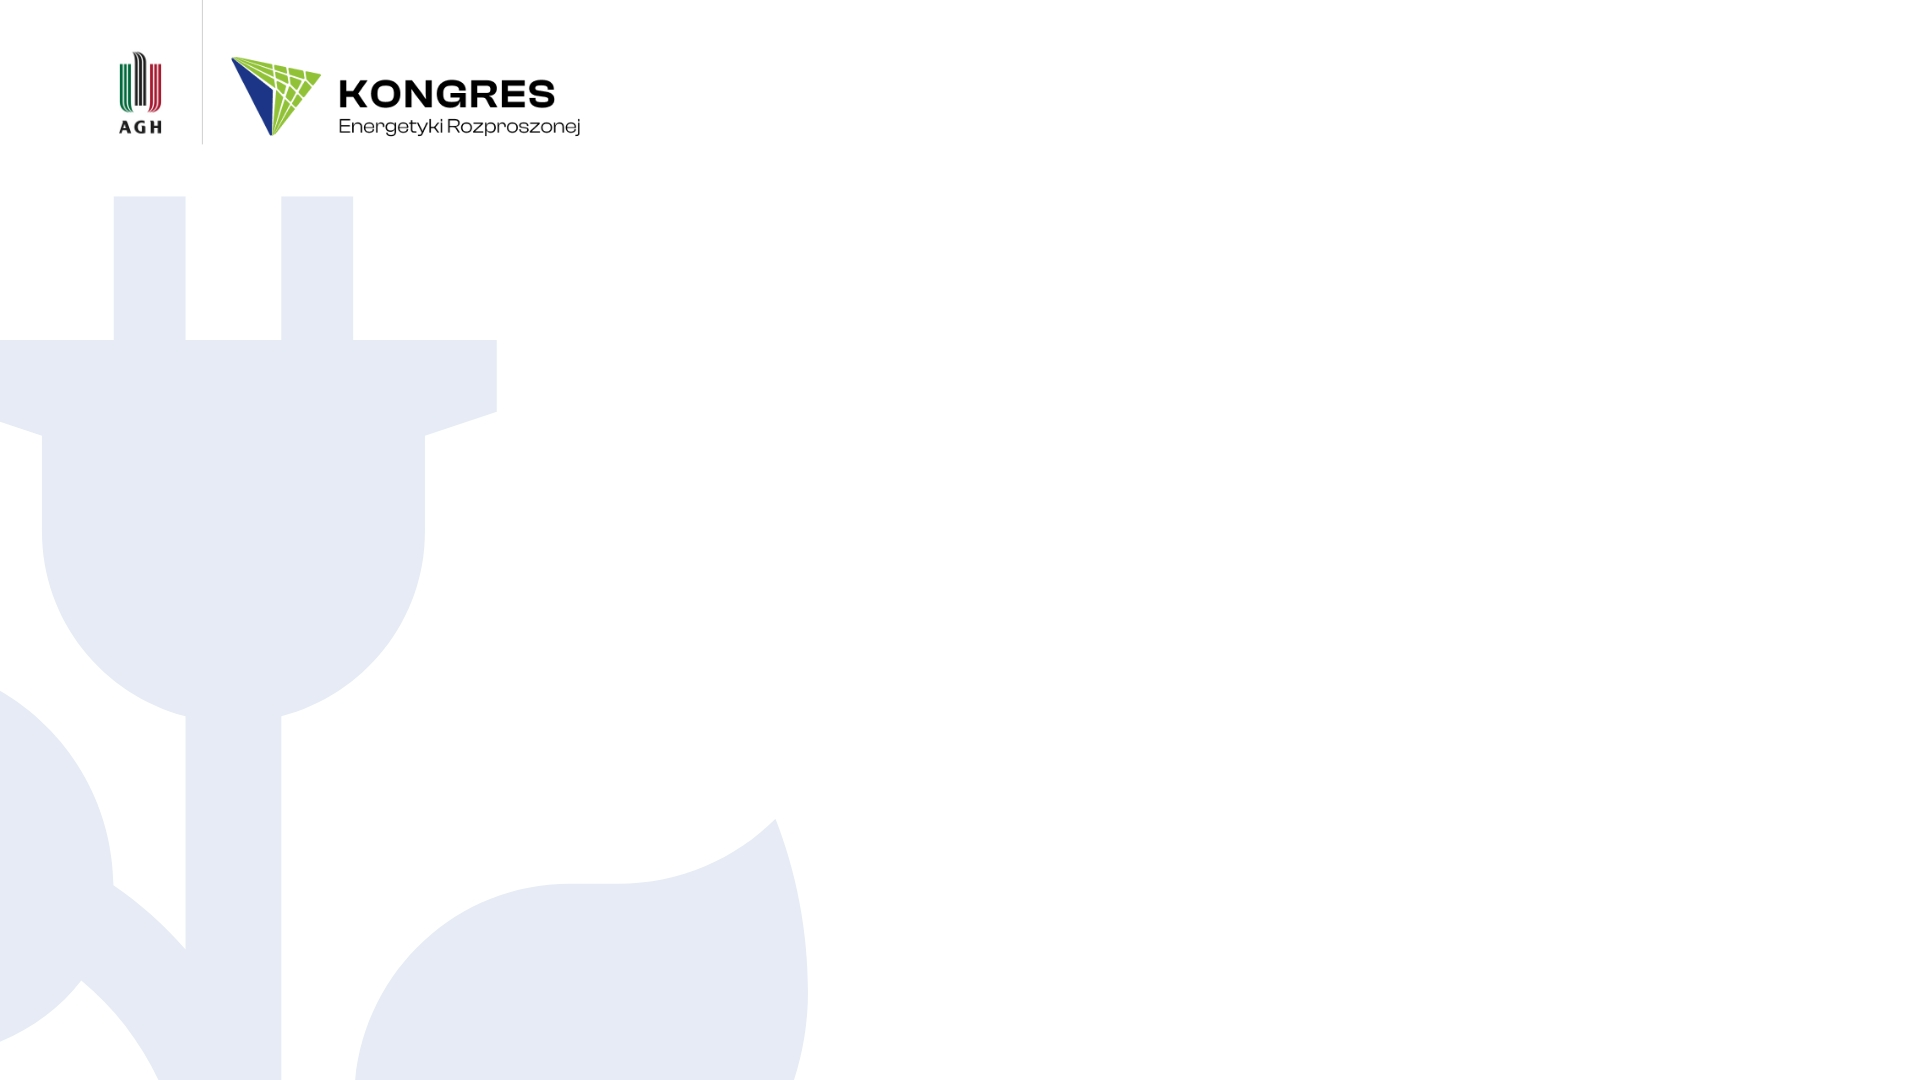 AGH
KONGRES
Energetyki Rozproszonej